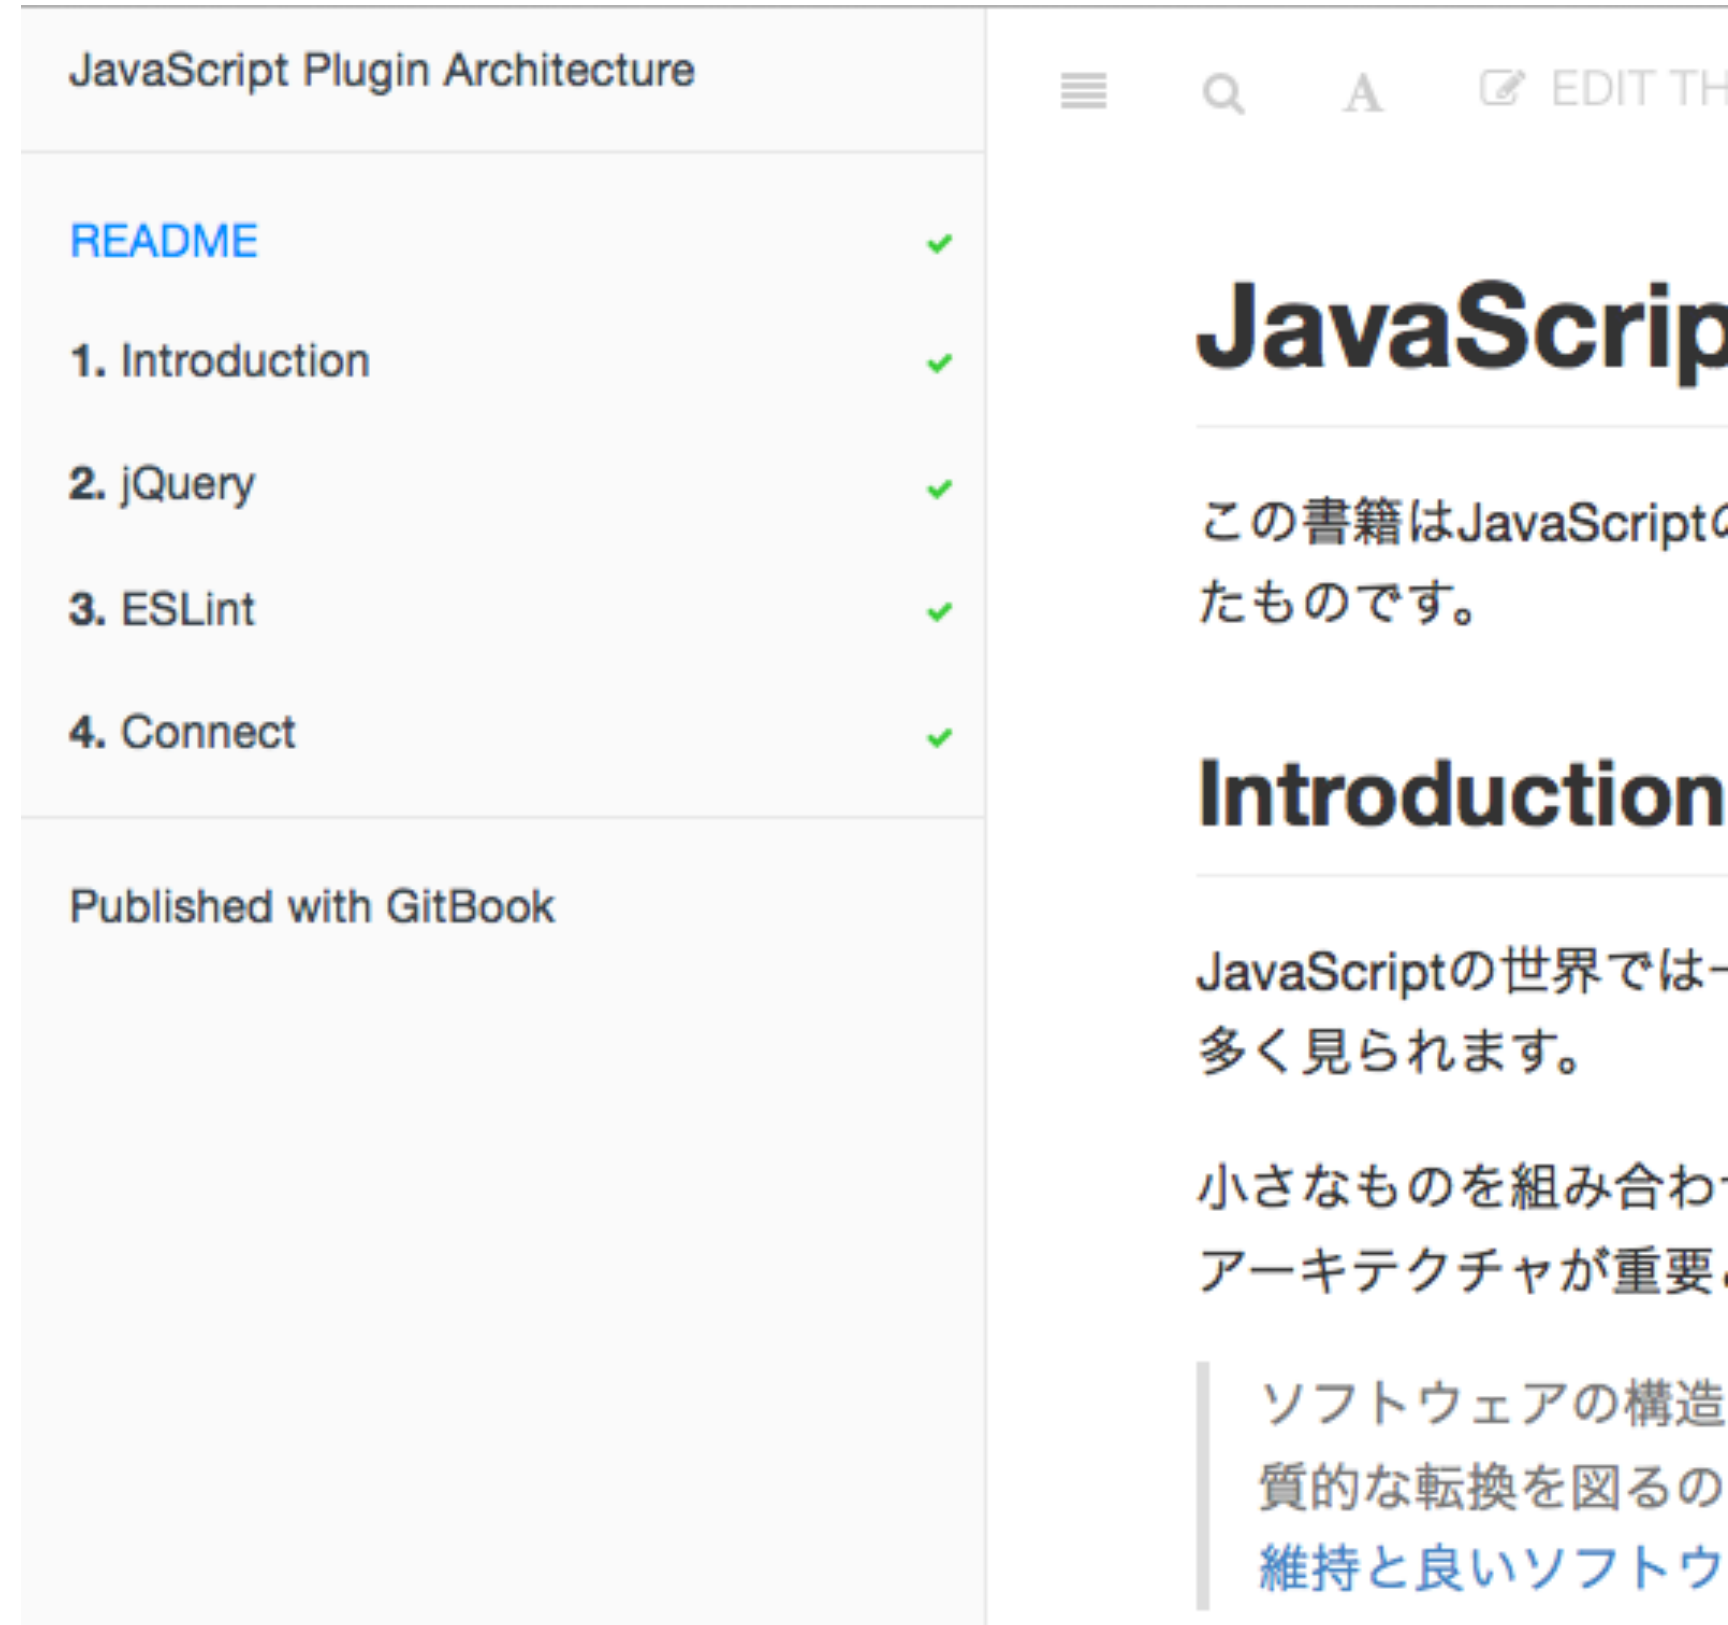 JavaScript Plugin Architecture
README
1. Introduction
2. jQuery
3. ESLint
4. Connect
Published with GitBook
A
EDIT TH
JavaScrip
この書籍はJavaScriptの
たものです。
Introduction
JavaScriptの世界では一
多く見られます。
小さなものを組み合わせ
アーキテクチャが重要
ソフトウェアの構造
質的な転換を図るの
維持と良いソフトウ